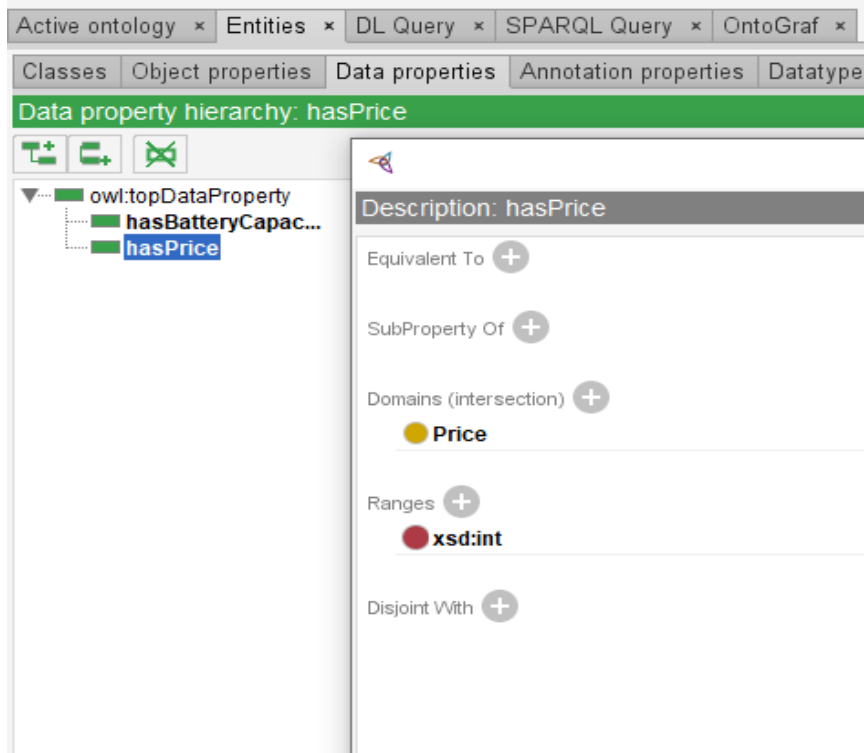 Active ontology × Entities × DL Query × SPARQL Query × OntoGraf ×
Classes Object properties Data properties Annotation properties Datatype
Data property hierarchy: hasPrice
owl:topDataProperty
hasBatteryCapac...
hasPrice
Description: hasPrice
Equivalent To
SubProperty Of
Domains (intersection)
Price
Ranges
xsd:int
Disjoint With